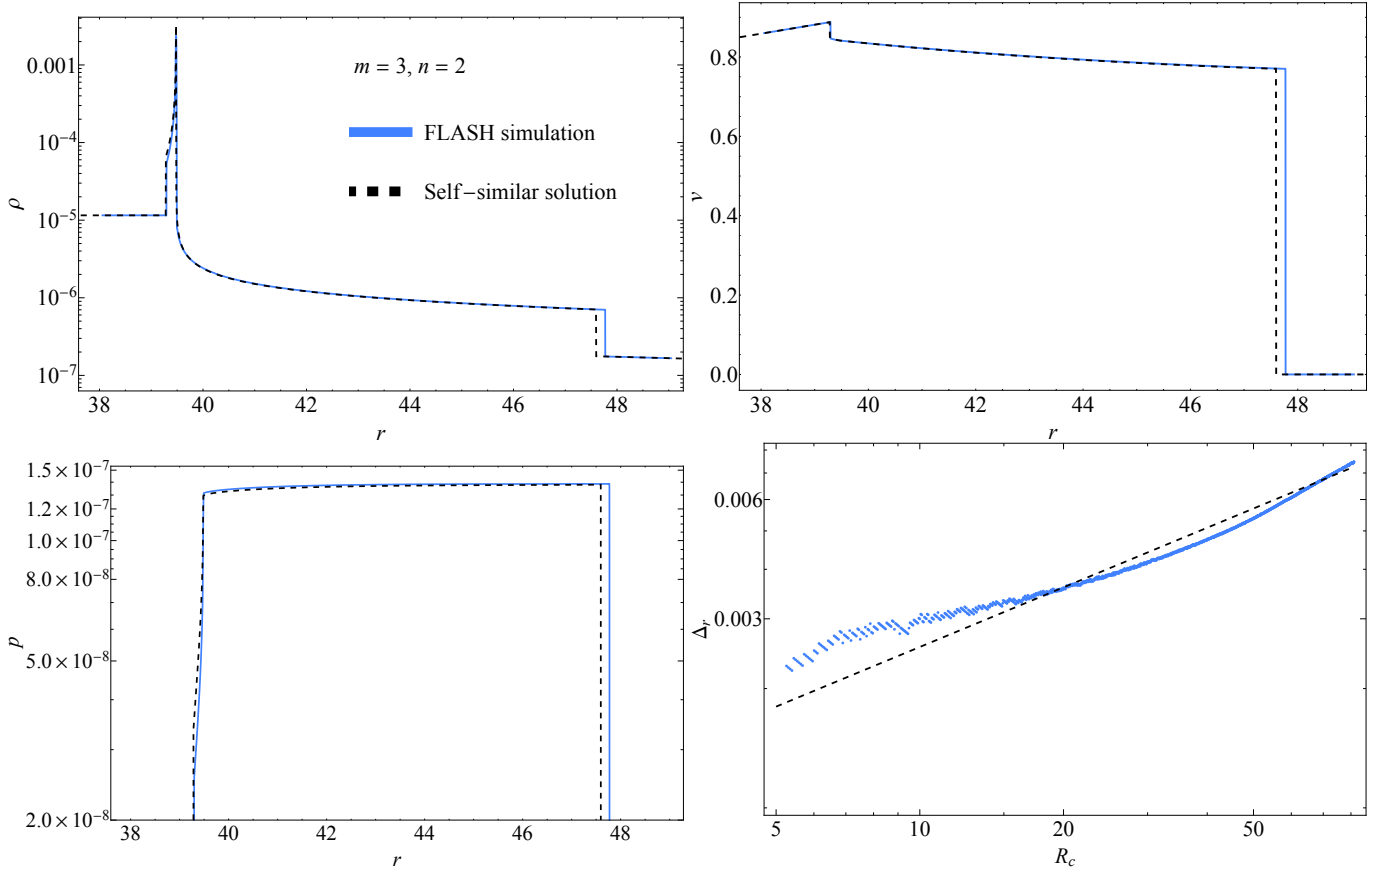 0.001
10⁻⁴
10⁻⁵
10⁻⁶
10⁻⁷
ρ
m = 3, n = 2
FLASH simulation
Self−similar solution
38 40 42 44 46 48
r
0.8
0.6
0.4
0.2
0.0
v
38 40 42 44 46 48
r
1.5×10⁻⁷
1.2×10⁻⁷
1.0×10⁻⁷
8.0×10⁻⁸
5.0×10⁻⁸
2.0×10⁻⁸
p
38 40 42 44 46 48
r
0.006
0.003
Δᵣ
5 10 20 50
R_c